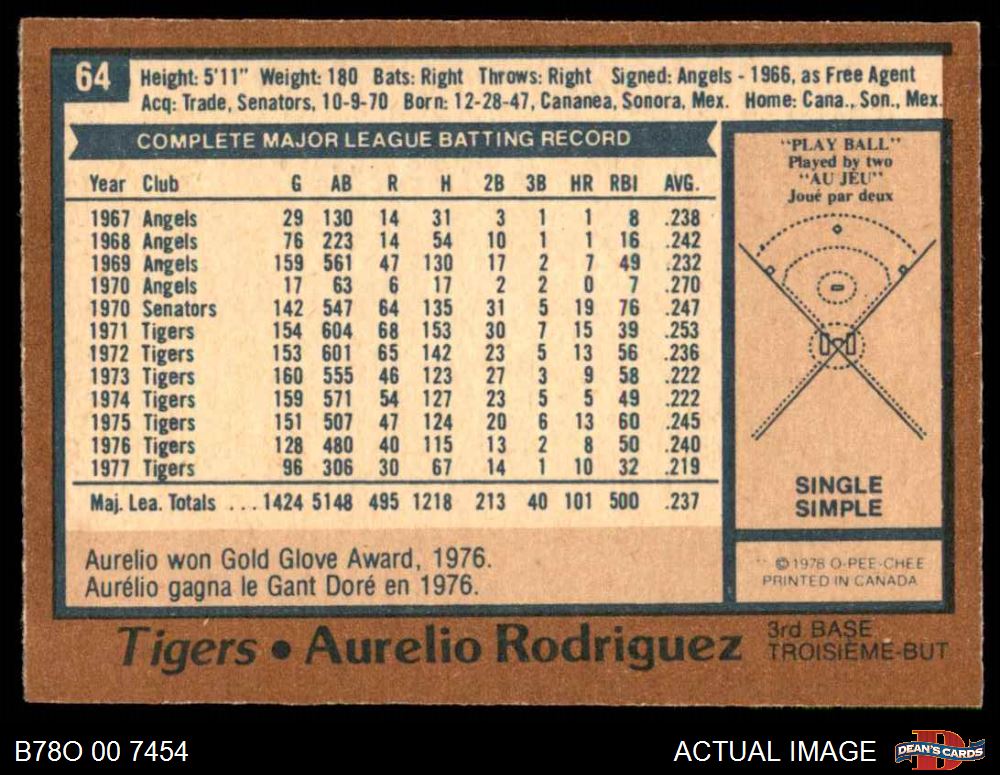 64
Height: 5'11" Weight: 180 Bats: Right Throws: Right Signed: Angels - 1966, as Free Agent
Acq: Trade, Senators, 10-9-70 Born: 12-28-47, Cananea, Sonora, Mex. Home: Cana., Son., Mex.
COMPLETE MAJOR LEAGUE BATTING RECORD
Year Club G AB R H 2B 3B HR RBI AVG.
1967 Angels 29 130 14 31 3 1 1 8 .238
1968 Angels 76 223 14 54 10 1 1 16 .242
1969 Angels 159 561 47 130 17 2 7 49 .232
1970 Angels 17 63 6 17 2 2 0 7 .270
1970 Senators 142 547 64 135 31 5 19 76 .247
1971 Tigers 154 604 68 153 30 7 15 39 .253
1972 Tigers 153 601 65 142 23 5 13 56 .236
1973 Tigers 160 555 46 123 27 3 9 58 .222
1974 Tigers 159 571 54 127 23 5 5 49 .222
1975 Tigers 151 507 47 124 20 6 13 60 .245
1976 Tigers 128 480 40 115 13 2 8 50 .240
1977 Tigers 96 306 30 67 14 1 10 32 .219
Maj. Lea. Totals ... 1424 5148 495 1218 213 40 101 500 .237
Aurelio won Gold Glove Award, 1976.
Aurélio gagna le Gant Doré en 1976.
"PLAY BALL"
Played by two
"AU JEU"
Joué par deux
SINGLE
SIMPLE
©1978 O-PEE-CHEE
PRINTED IN CANADA
Tigers • Aurelio Rodriguez
3rd BASE
TROISIÈME-BUT
B78O 00 7454
ACTUAL IMAGE
DEAN'S CARDS